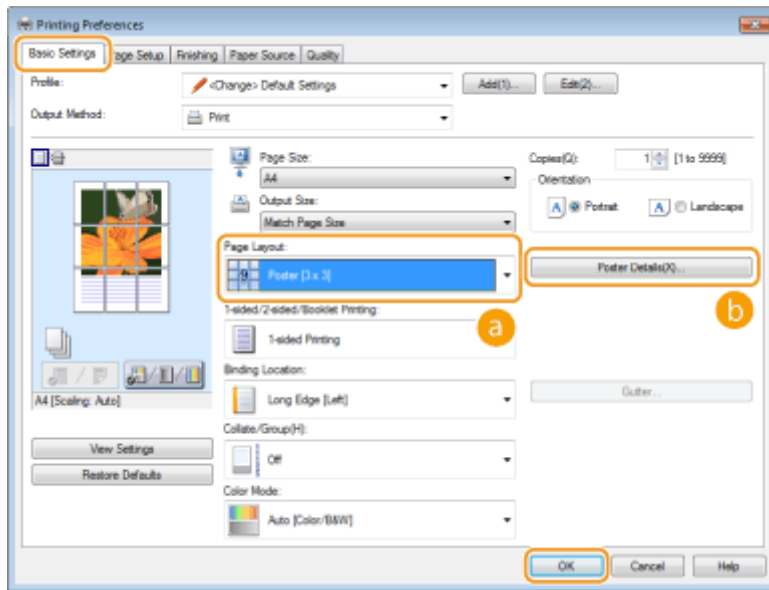 Printing Preferences
Basic Settings Page Setup Finishing Paper Source Quality
Profile: <Change> Default Settings Add(1)... Edit(2)...
Output Method: Print
Page Size:
A4
Output Size:
Match Page Size
Page Layout:
9 Poster [3 x 3]
a
1-sided/2-sided/Booklet Printing:
1-sided Printing
Binding Location:
Long Edge [Left]
Collate/Group(H):
Off
Color Mode:
Auto [Color/B&W]
Copies(Q): 1 [1 to 9999]
Orientation
A Portrait A Landscape
Poster Details(X)...
b
Gutter...
A4 [Scaling: Auto]
View Settings
Restore Defaults
OK Cancel Help